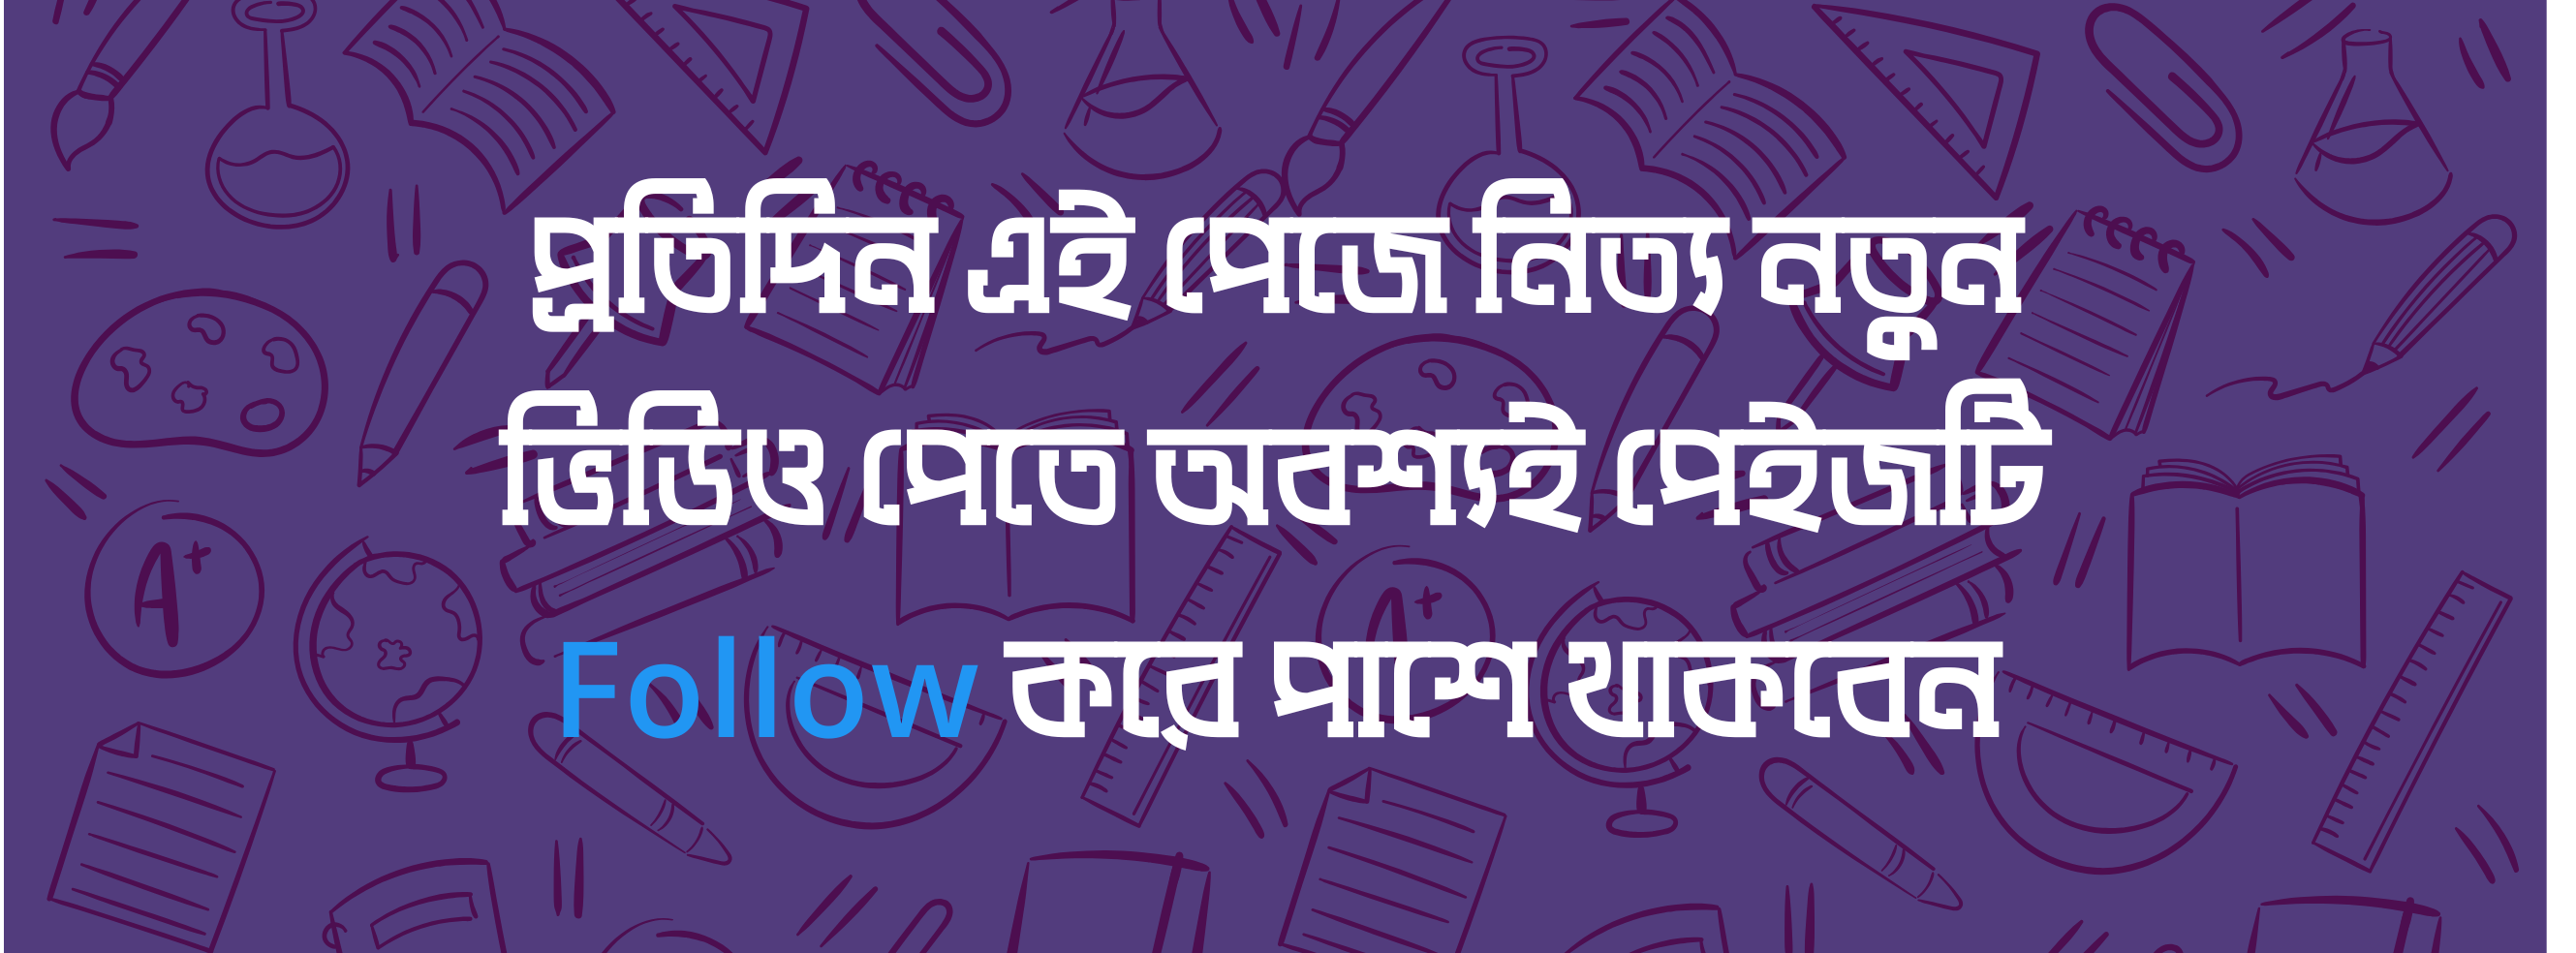 প্রতিদিন এই পেজে নিত্য নতুন
ভিডিও পেতে অবশ্যই পেইজটি
Follow করে পাশে থাকবেন
A+
A+